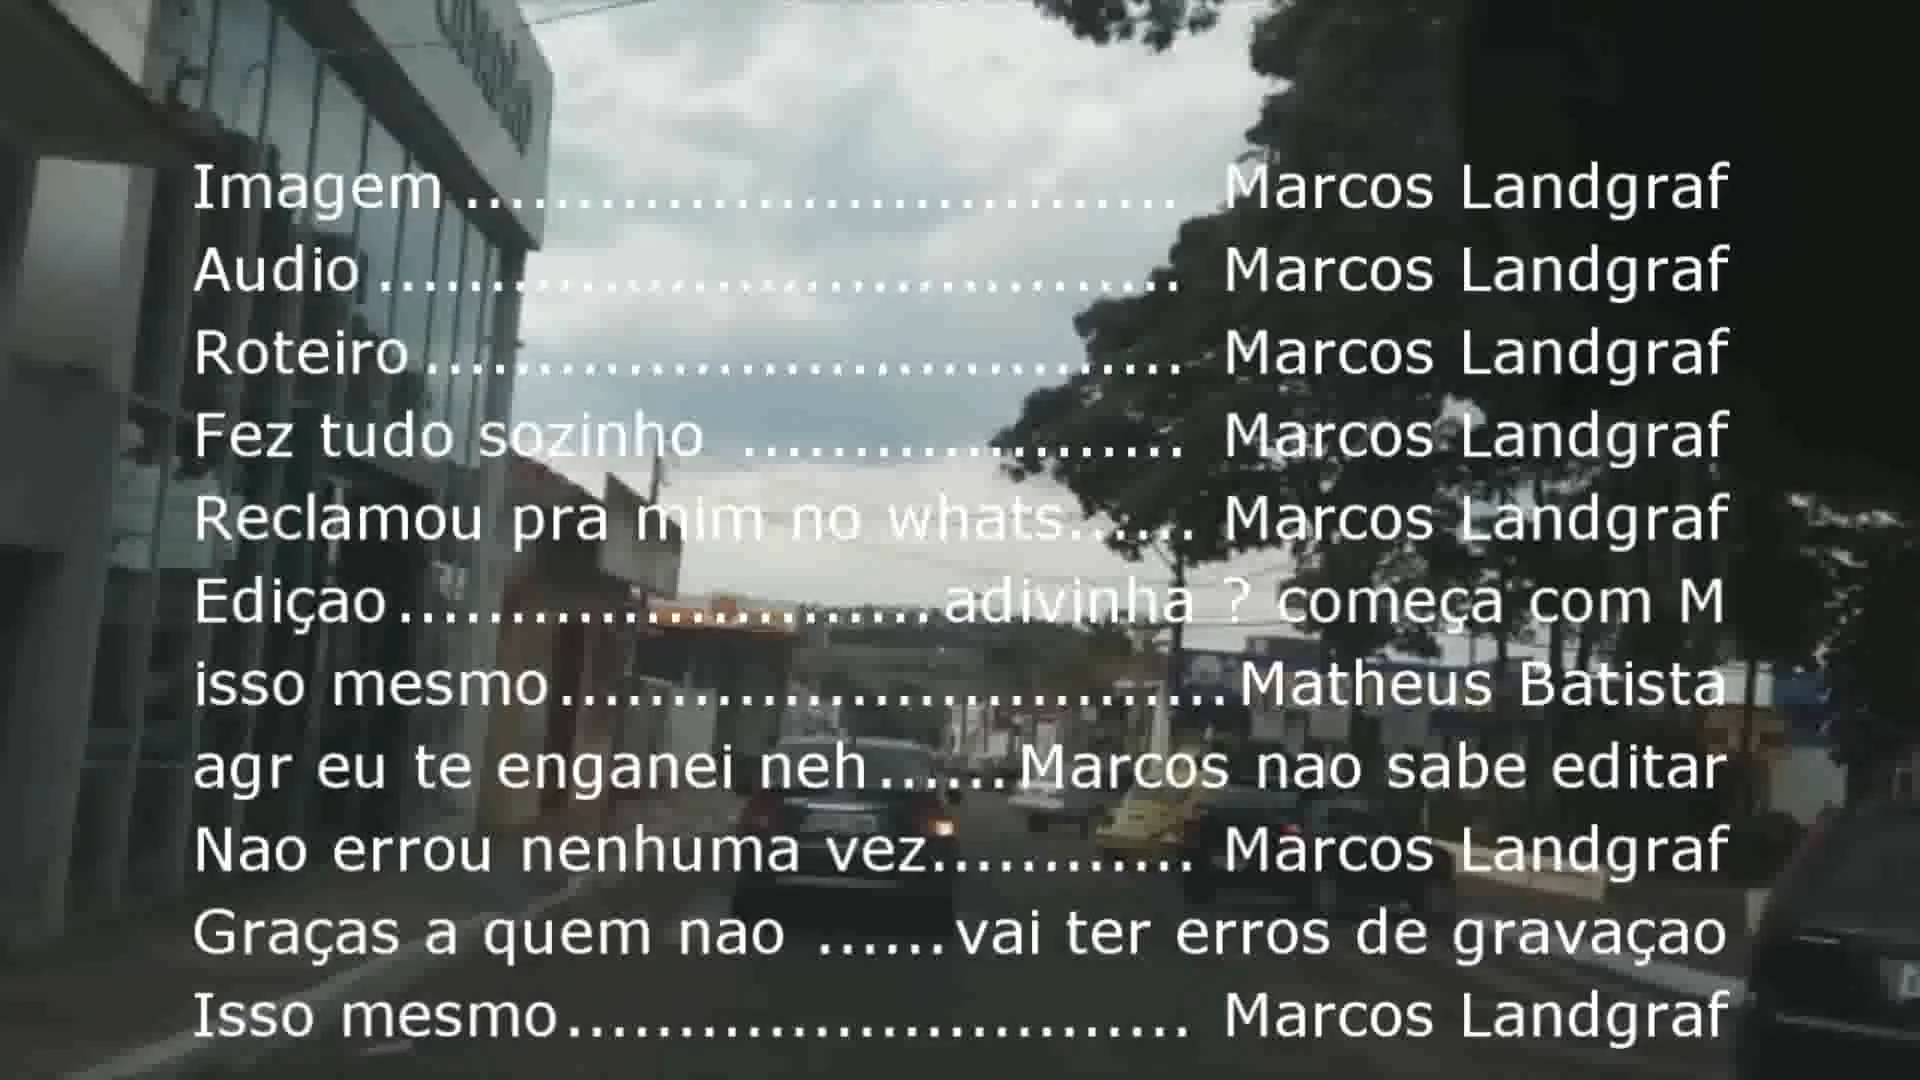 Imagem ................................ Marcos Landgraf
Audio .................................... Marcos Landgraf
Roteiro .................................. Marcos Landgraf
Fez tudo sozinho .................... Marcos Landgraf
Reclamou pra mim no whats...... Marcos Landgraf
Ediçao........................adivinha ? começa com M
isso mesmo..............................Matheus Batista
agr eu te enganei neh......Marcos nao sabe editar
Nao errou nenhuma vez............ Marcos Landgraf
Graças a quem nao ......vai ter erros de gravaçao
Isso mesmo............................ Marcos Landgraf